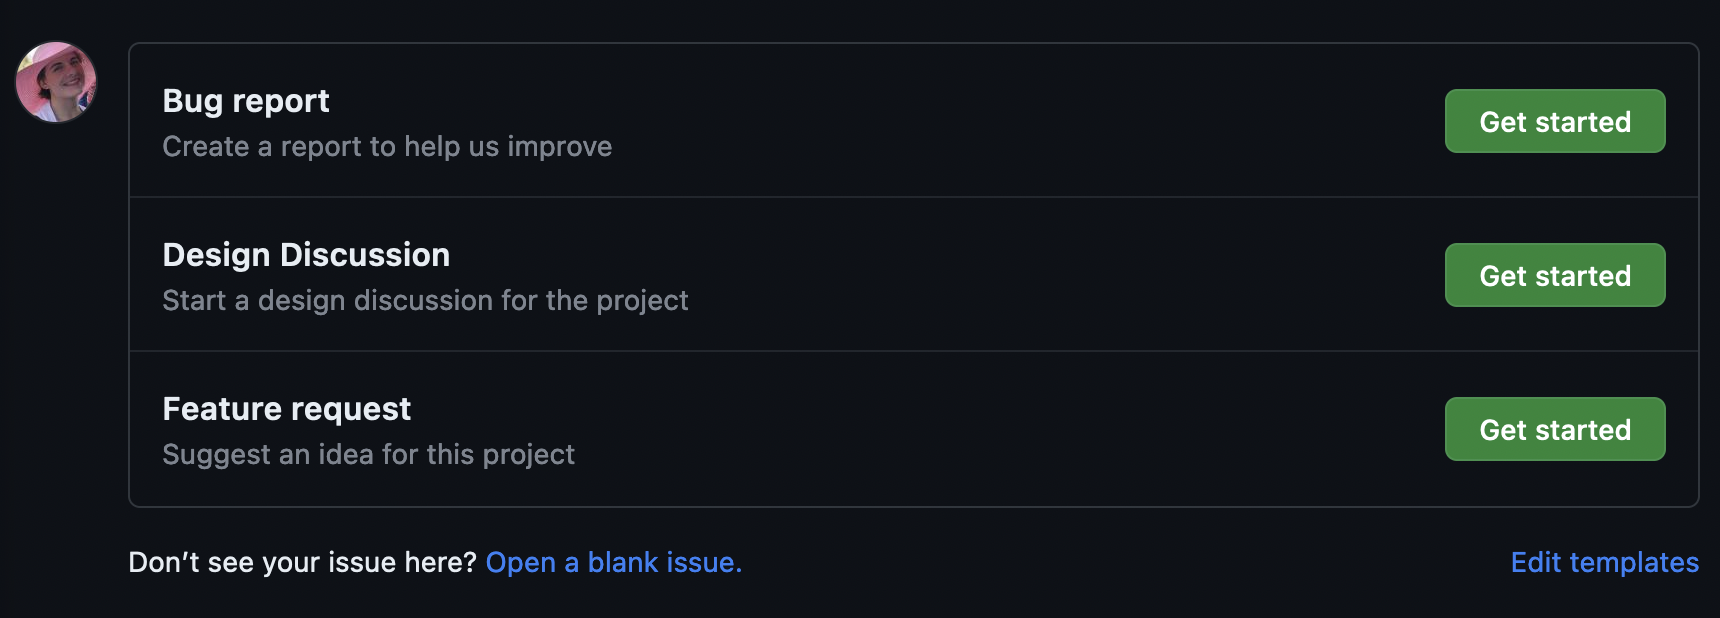 Bug report
Create a report to help us improve
Get started
Design Discussion
Start a design discussion for the project
Get started
Feature request
Suggest an idea for this project
Get started
Don’t see your issue here? Open a blank issue.
Edit templates